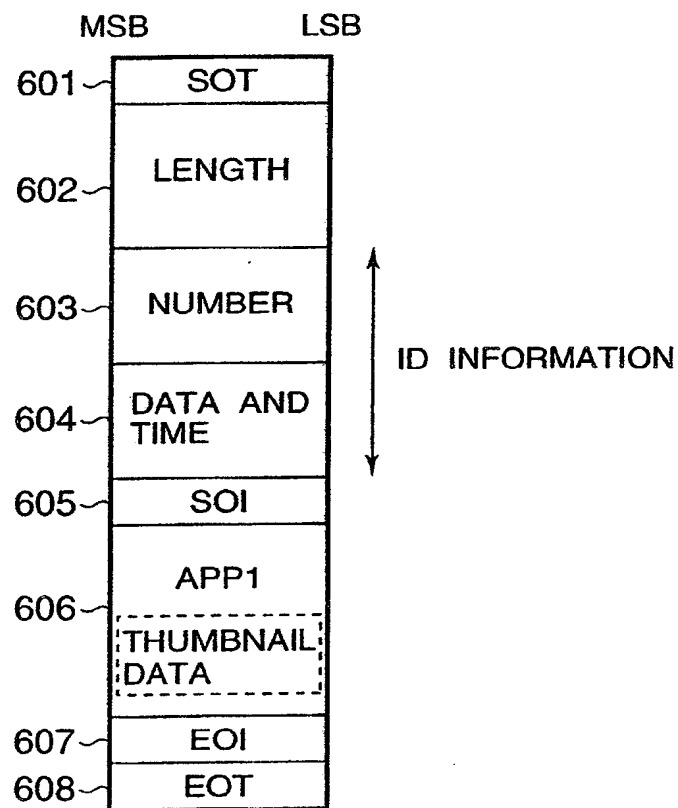 MSB LSB
601 SOT
602 LENGTH
603 NUMBER
ID INFORMATION
604 DATA AND
TIME
605 SOI
APP1
606
THUMBNAIL
DATA
607 EOI
608 EOT